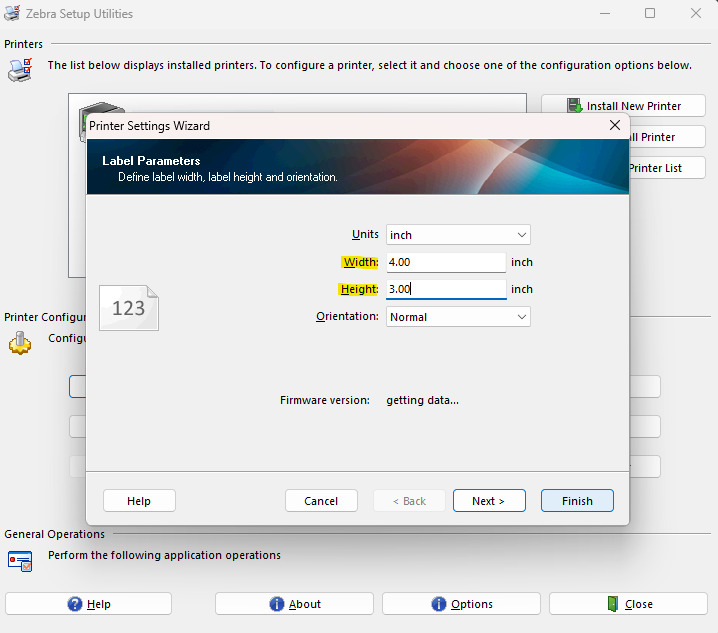 Zebra Setup Utilities
Printers
The list below displays installed printers. To configure a printer, select it and choose one of the configuration options below.
Install New Printer
ll Printer
Printer List
Printer Settings Wizard
Label Parameters
Define label width, label height and orientation.
Units inch
Width: 4.00 inch
Height: 3.00 inch
123
Orientation: Normal
Printer Configur
Configu
Firmware version: getting data...
Help Cancel < Back Next > Finish
General Operations
Perform the following application operations
Help About Options Close